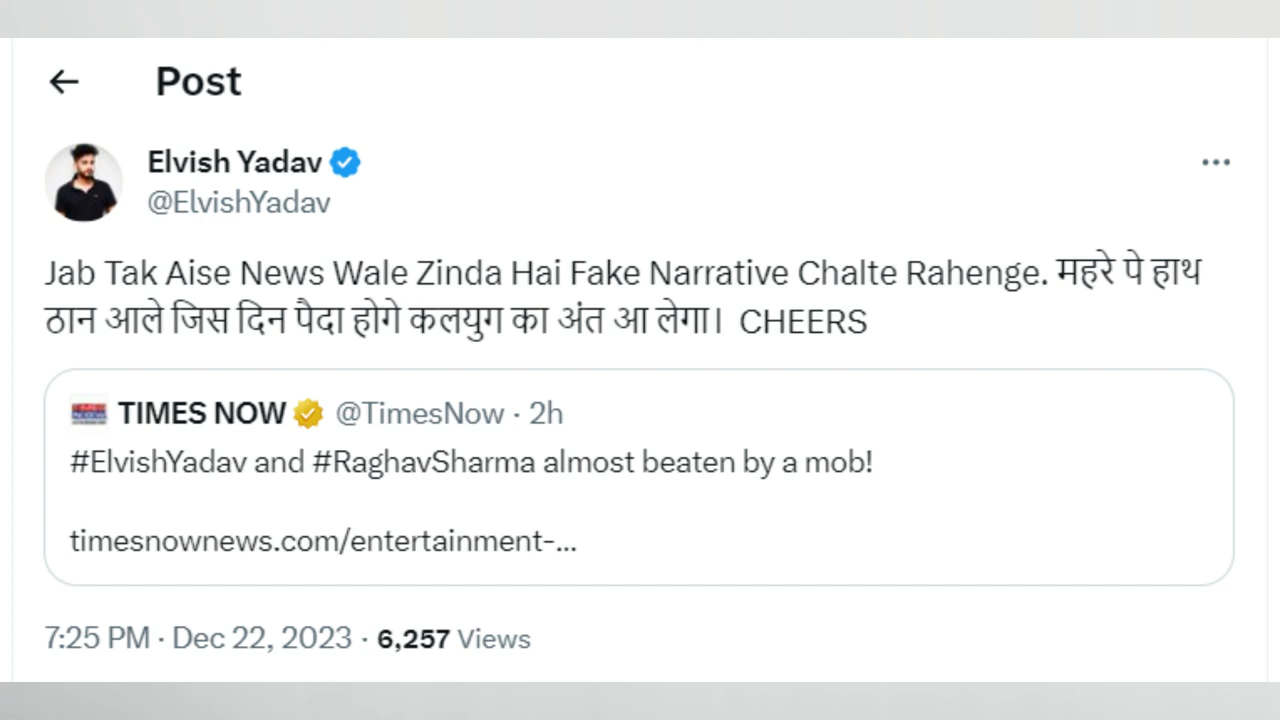 Post
Elvish Yadav
@ElvishYadav
Jab Tak Aise News Wale Zinda Hai Fake Narrative Chalte Rahenge. महरे पे हाथ
ठान आले जिस दिन पैदा होगे कलयुग का अंत आ लेगा। CHEERS
TIMES NOW @TimesNow · 2h
#ElvishYadav and #RaghavSharma almost beaten by a mob!
timesnownews.com/entertainment-...
7:25 PM · Dec 22, 2023 · 6,257 Views